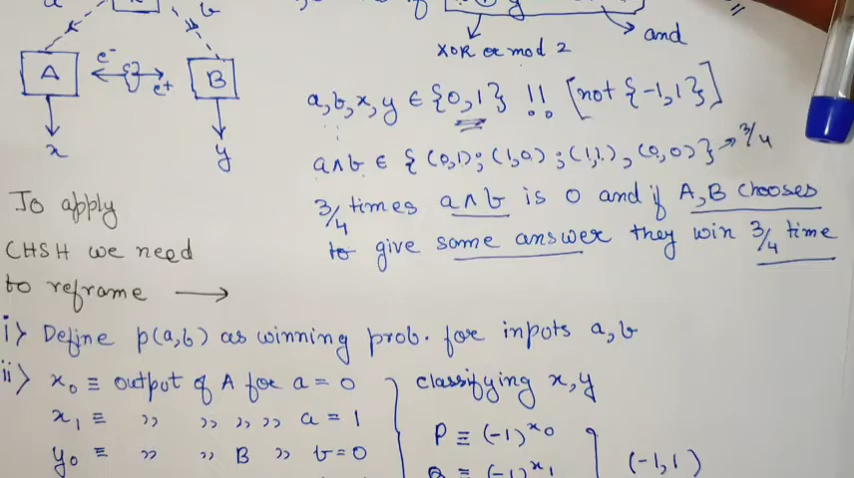 b
if
y
XOR or mod 2
and
A
e-
e+
B
x
y
a,b,x,y ∈ {0,1} !! [not {-1,1}]
a∧b ∈ {(0,1); (1,0); (1,1), (0,0)} → 3/4
3/4 times a∧b is 0 and if A,B chooses
to give same answer they win 3/4 time
To apply
CHSH we need
to reframe →
i> Define p(a,b) as winning prob. for inputs a,b
ii> x₀ ≡ output of A for a = 0
x₁ ≡ ,, ,, ,, ,, a = 1
y₀ ≡ ,, ,, B ,, b = 0
classifying x,y
P ≡ (-1)^x₀
Q ≡ (-1)^x₁
(-1,1)